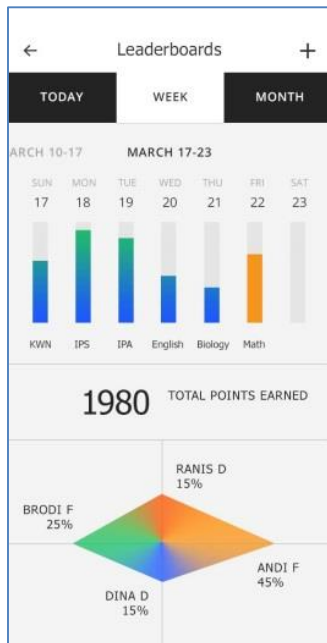 Leaderboards
TODAY WEEK MONTH
ARCH 10-17 MARCH 17-23
SUN MON TUE WED THU FRI SAT
17 18 19 20 21 22 23
KWN IPS IPA English Biology Math
1980 TOTAL POINTS EARNED
RANIS D
15%
BRODI F
25%
ANDI F
45%
DINA D
15%